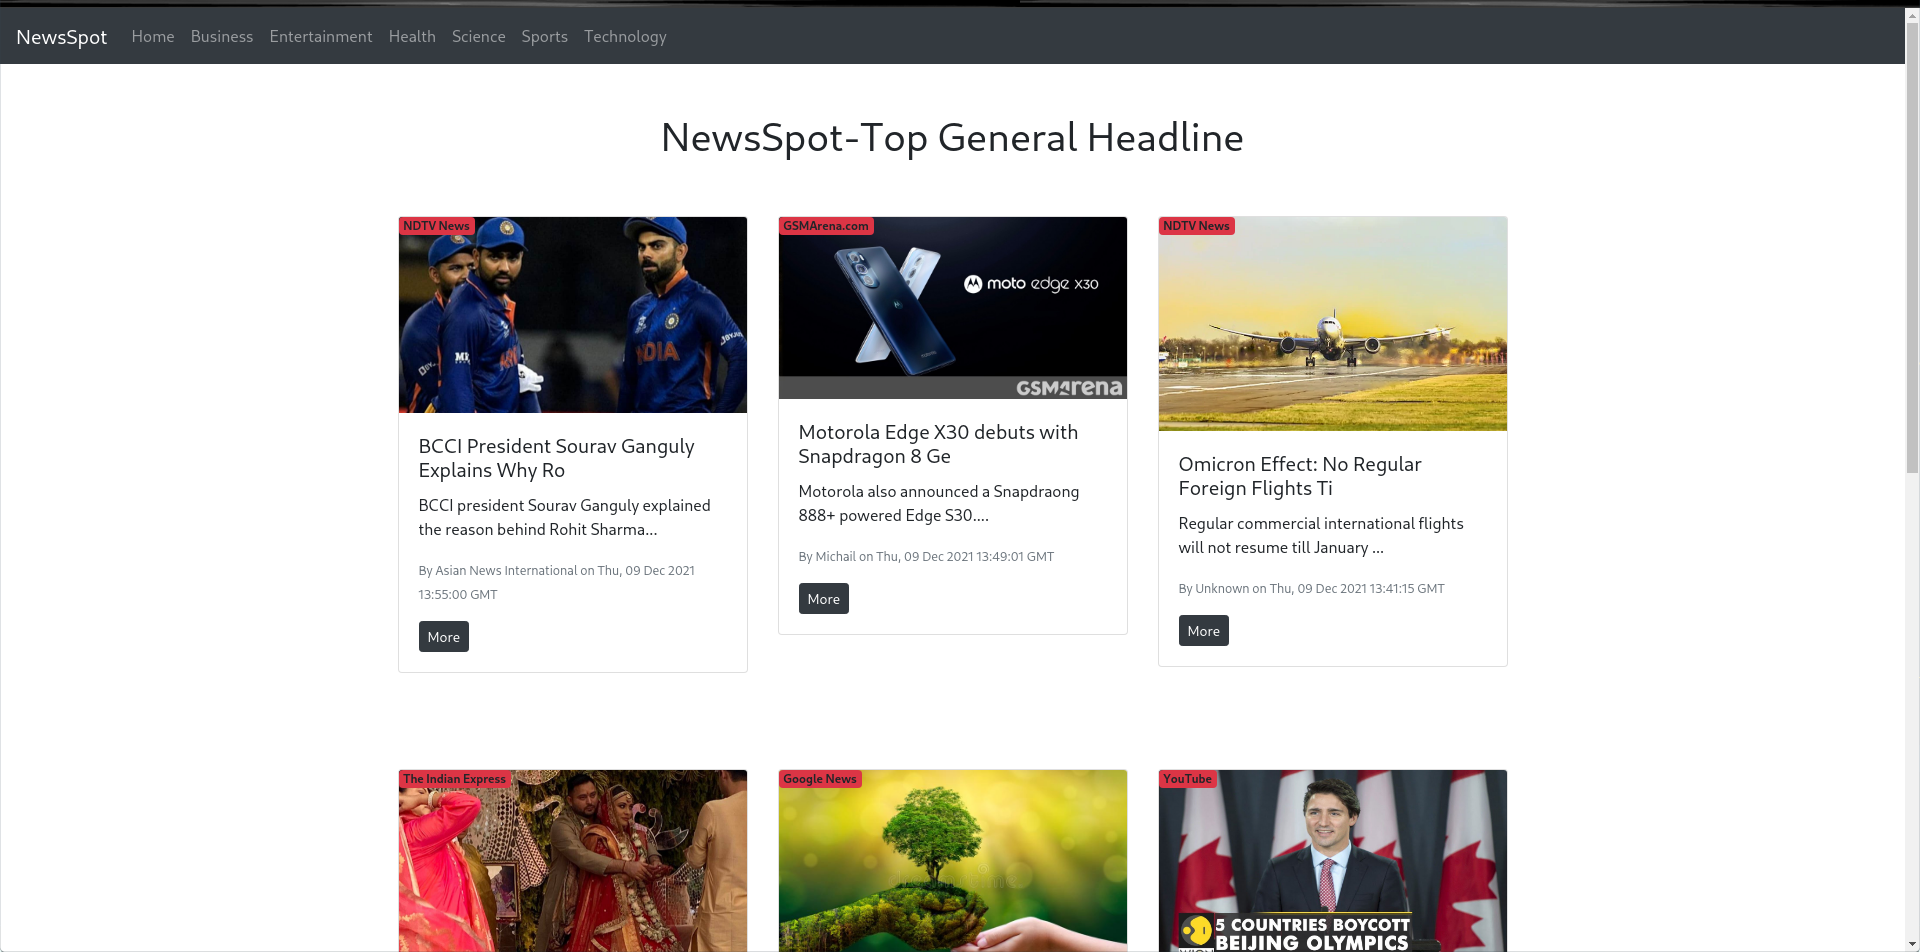 NewsSpot Home Business Entertainment Health Science Sports Technology
NewsSpot-Top General Headline
NDTV News
INDIA
BCCI President Sourav Ganguly
Explains Why Ro
BCCI president Sourav Ganguly explained
the reason behind Rohit Sharma...
By Asian News International on Thu, 09 Dec 2021
13:55:00 GMT
More
GSMArena.com
moto edge x30
GSMArena
Motorola Edge X30 debuts with
Snapdragon 8 Ge
Motorola also announced a Snapdraong
888+ powered Edge S30....
By Michail on Thu, 09 Dec 2021 13:49:01 GMT
More
NDTV News
Omicron Effect: No Regular
Foreign Flights Ti
Regular commercial international flights
will not resume till January ...
By Unknown on Thu, 09 Dec 2021 13:41:15 GMT
More
The Indian Express
Google News
YouTube
5 COUNTRIES BOYCOTT
BEIJING OLYMPICS